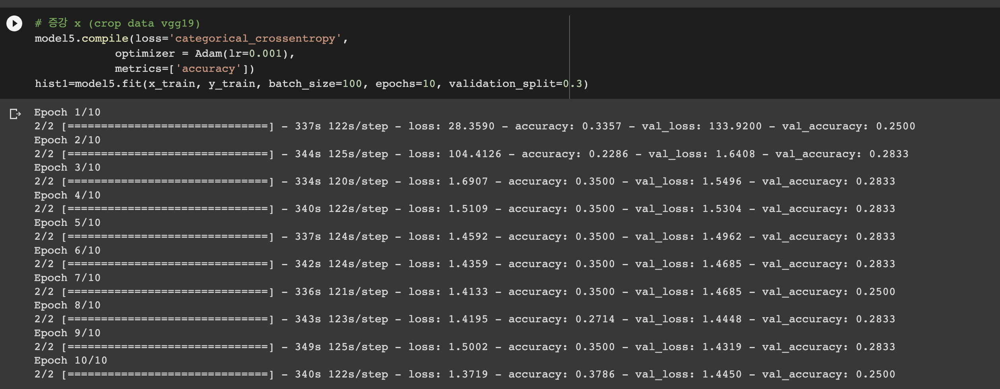 # 증강 x (crop data vgg19)
model5.compile(loss='categorical_crossentropy',
            optimizer = Adam(lr=0.001),
            metrics=['accuracy'])
hist1=model5.fit(x_train, y_train, batch_size=100, epochs=10, validation_split=0.3)
Epoch 1/10
2/2 [==============================] - 337s 122s/step - loss: 28.3590 - accuracy: 0.3357 - val_loss: 133.9200 - val_accuracy: 0.2500
Epoch 2/10
2/2 [==============================] - 344s 125s/step - loss: 104.4126 - accuracy: 0.2286 - val_loss: 1.6408 - val_accuracy: 0.2833
Epoch 3/10
2/2 [==============================] - 334s 120s/step - loss: 1.6907 - accuracy: 0.3500 - val_loss: 1.5496 - val_accuracy: 0.2833
Epoch 4/10
2/2 [==============================] - 340s 122s/step - loss: 1.5109 - accuracy: 0.3500 - val_loss: 1.5304 - val_accuracy: 0.2833
Epoch 5/10
2/2 [==============================] - 337s 124s/step - loss: 1.4592 - accuracy: 0.3500 - val_loss: 1.4962 - val_accuracy: 0.2833
Epoch 6/10
2/2 [==============================] - 342s 124s/step - loss: 1.4359 - accuracy: 0.3500 - val_loss: 1.4685 - val_accuracy: 0.2833
Epoch 7/10
2/2 [==============================] - 336s 121s/step - loss: 1.4133 - accuracy: 0.3500 - val_loss: 1.4685 - val_accuracy: 0.2500
Epoch 8/10
2/2 [==============================] - 343s 123s/step - loss: 1.4195 - accuracy: 0.2714 - val_loss: 1.4448 - val_accuracy: 0.2833
Epoch 9/10
2/2 [==============================] - 349s 125s/step - loss: 1.5002 - accuracy: 0.3500 - val_loss: 1.4319 - val_accuracy: 0.2833
Epoch 10/10
2/2 [==============================] - 340s 122s/step - loss: 1.3719 - accuracy: 0.3786 - val_loss: 1.4450 - val_accuracy: 0.2500